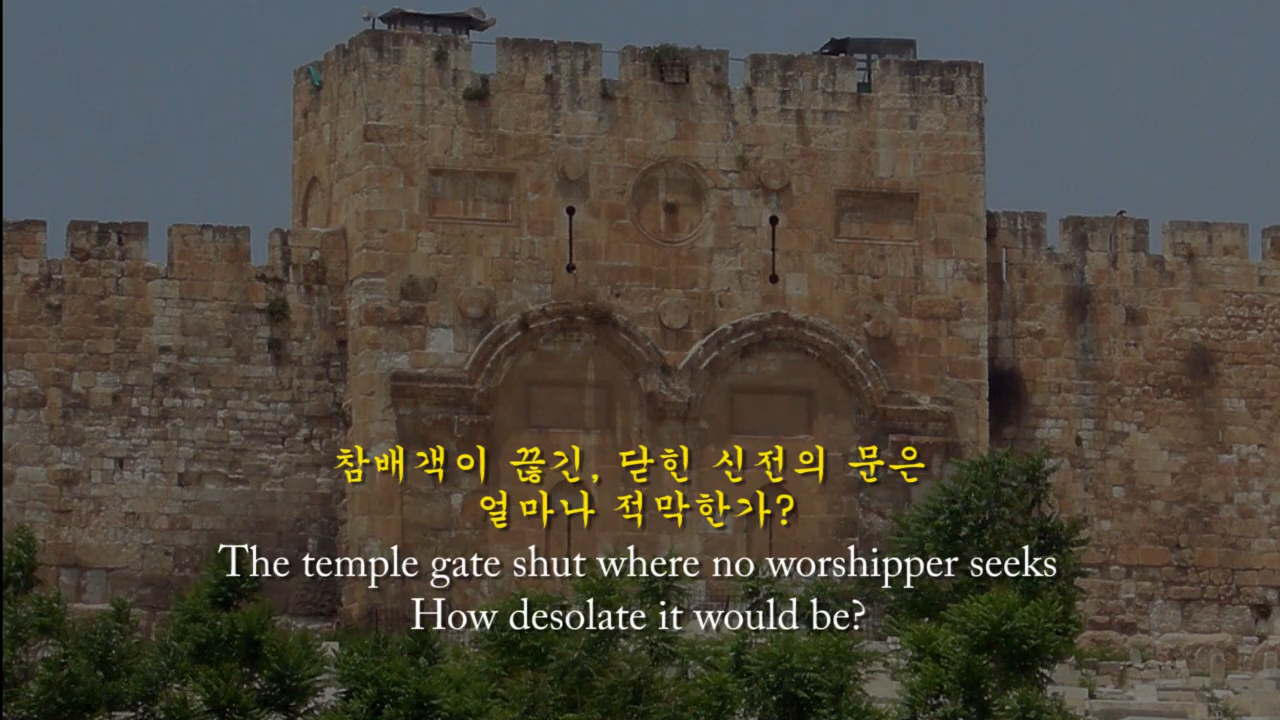 참배객이 끊긴, 닫힌 신전의 문은
얼마나 적막한가?
The temple gate shut where no worshipper seeks
How desolate it would be?